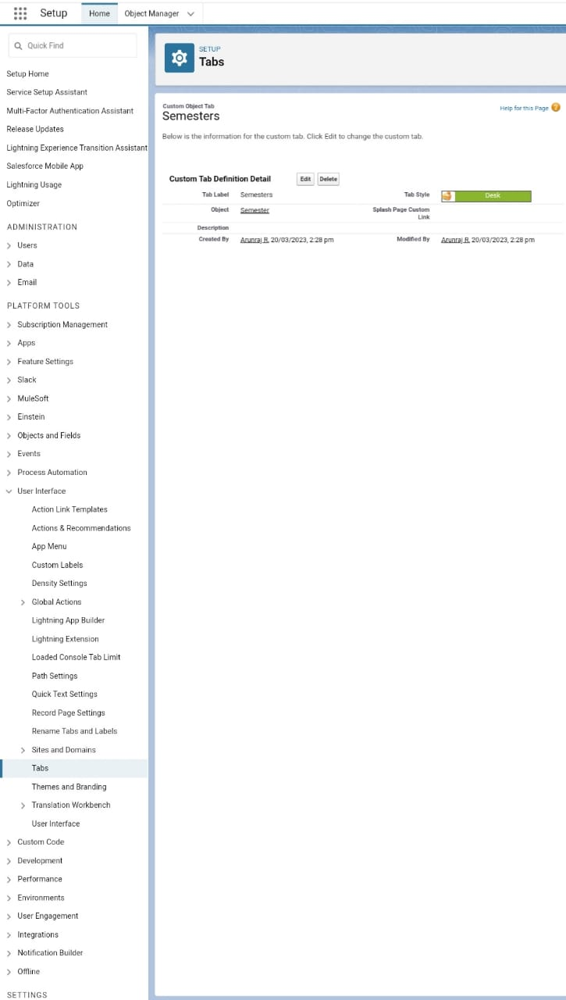 Setup Home Object Manager
Quick Find
Setup Home
Service Setup Assistant
Multi-Factor Authentication Assistant
Release Updates
Lightning Experience Transition Assistant
Salesforce Mobile App
Lightning Usage
Optimizer
ADMINISTRATION
Users
Data
Email
PLATFORM TOOLS
Subscription Management
Apps
Feature Settings
Slack
MuleSoft
Einstein
Objects and Fields
Events
Process Automation
User Interface
Action Link Templates
Actions & Recommendations
App Menu
Custom Labels
Density Settings
Global Actions
Lightning App Builder
Lightning Extension
Loaded Console Tab Limit
Path Settings
Quick Text Settings
Record Page Settings
Rename Tabs and Labels
Sites and Domains
Tabs
Themes and Branding
Translation Workbench
User Interface
Custom Code
Development
Performance
Environments
User Engagement
Integrations
Notification Builder
Offline
SETTINGS
SETUP
Tabs
Custom Object Tab
Semesters
Help for this Page ?
Below is the information for the custom tab. Click Edit to change the custom tab.
Custom Tab Definition Detail Edit Delete
Tab Label Semesters Tab Style Desk
Object Semester Splash Page Custom
Link
Description
Created By Arunraj R, 20/03/2023, 2:28 pm Modified By Arunraj R, 20/03/2023, 2:28 pm